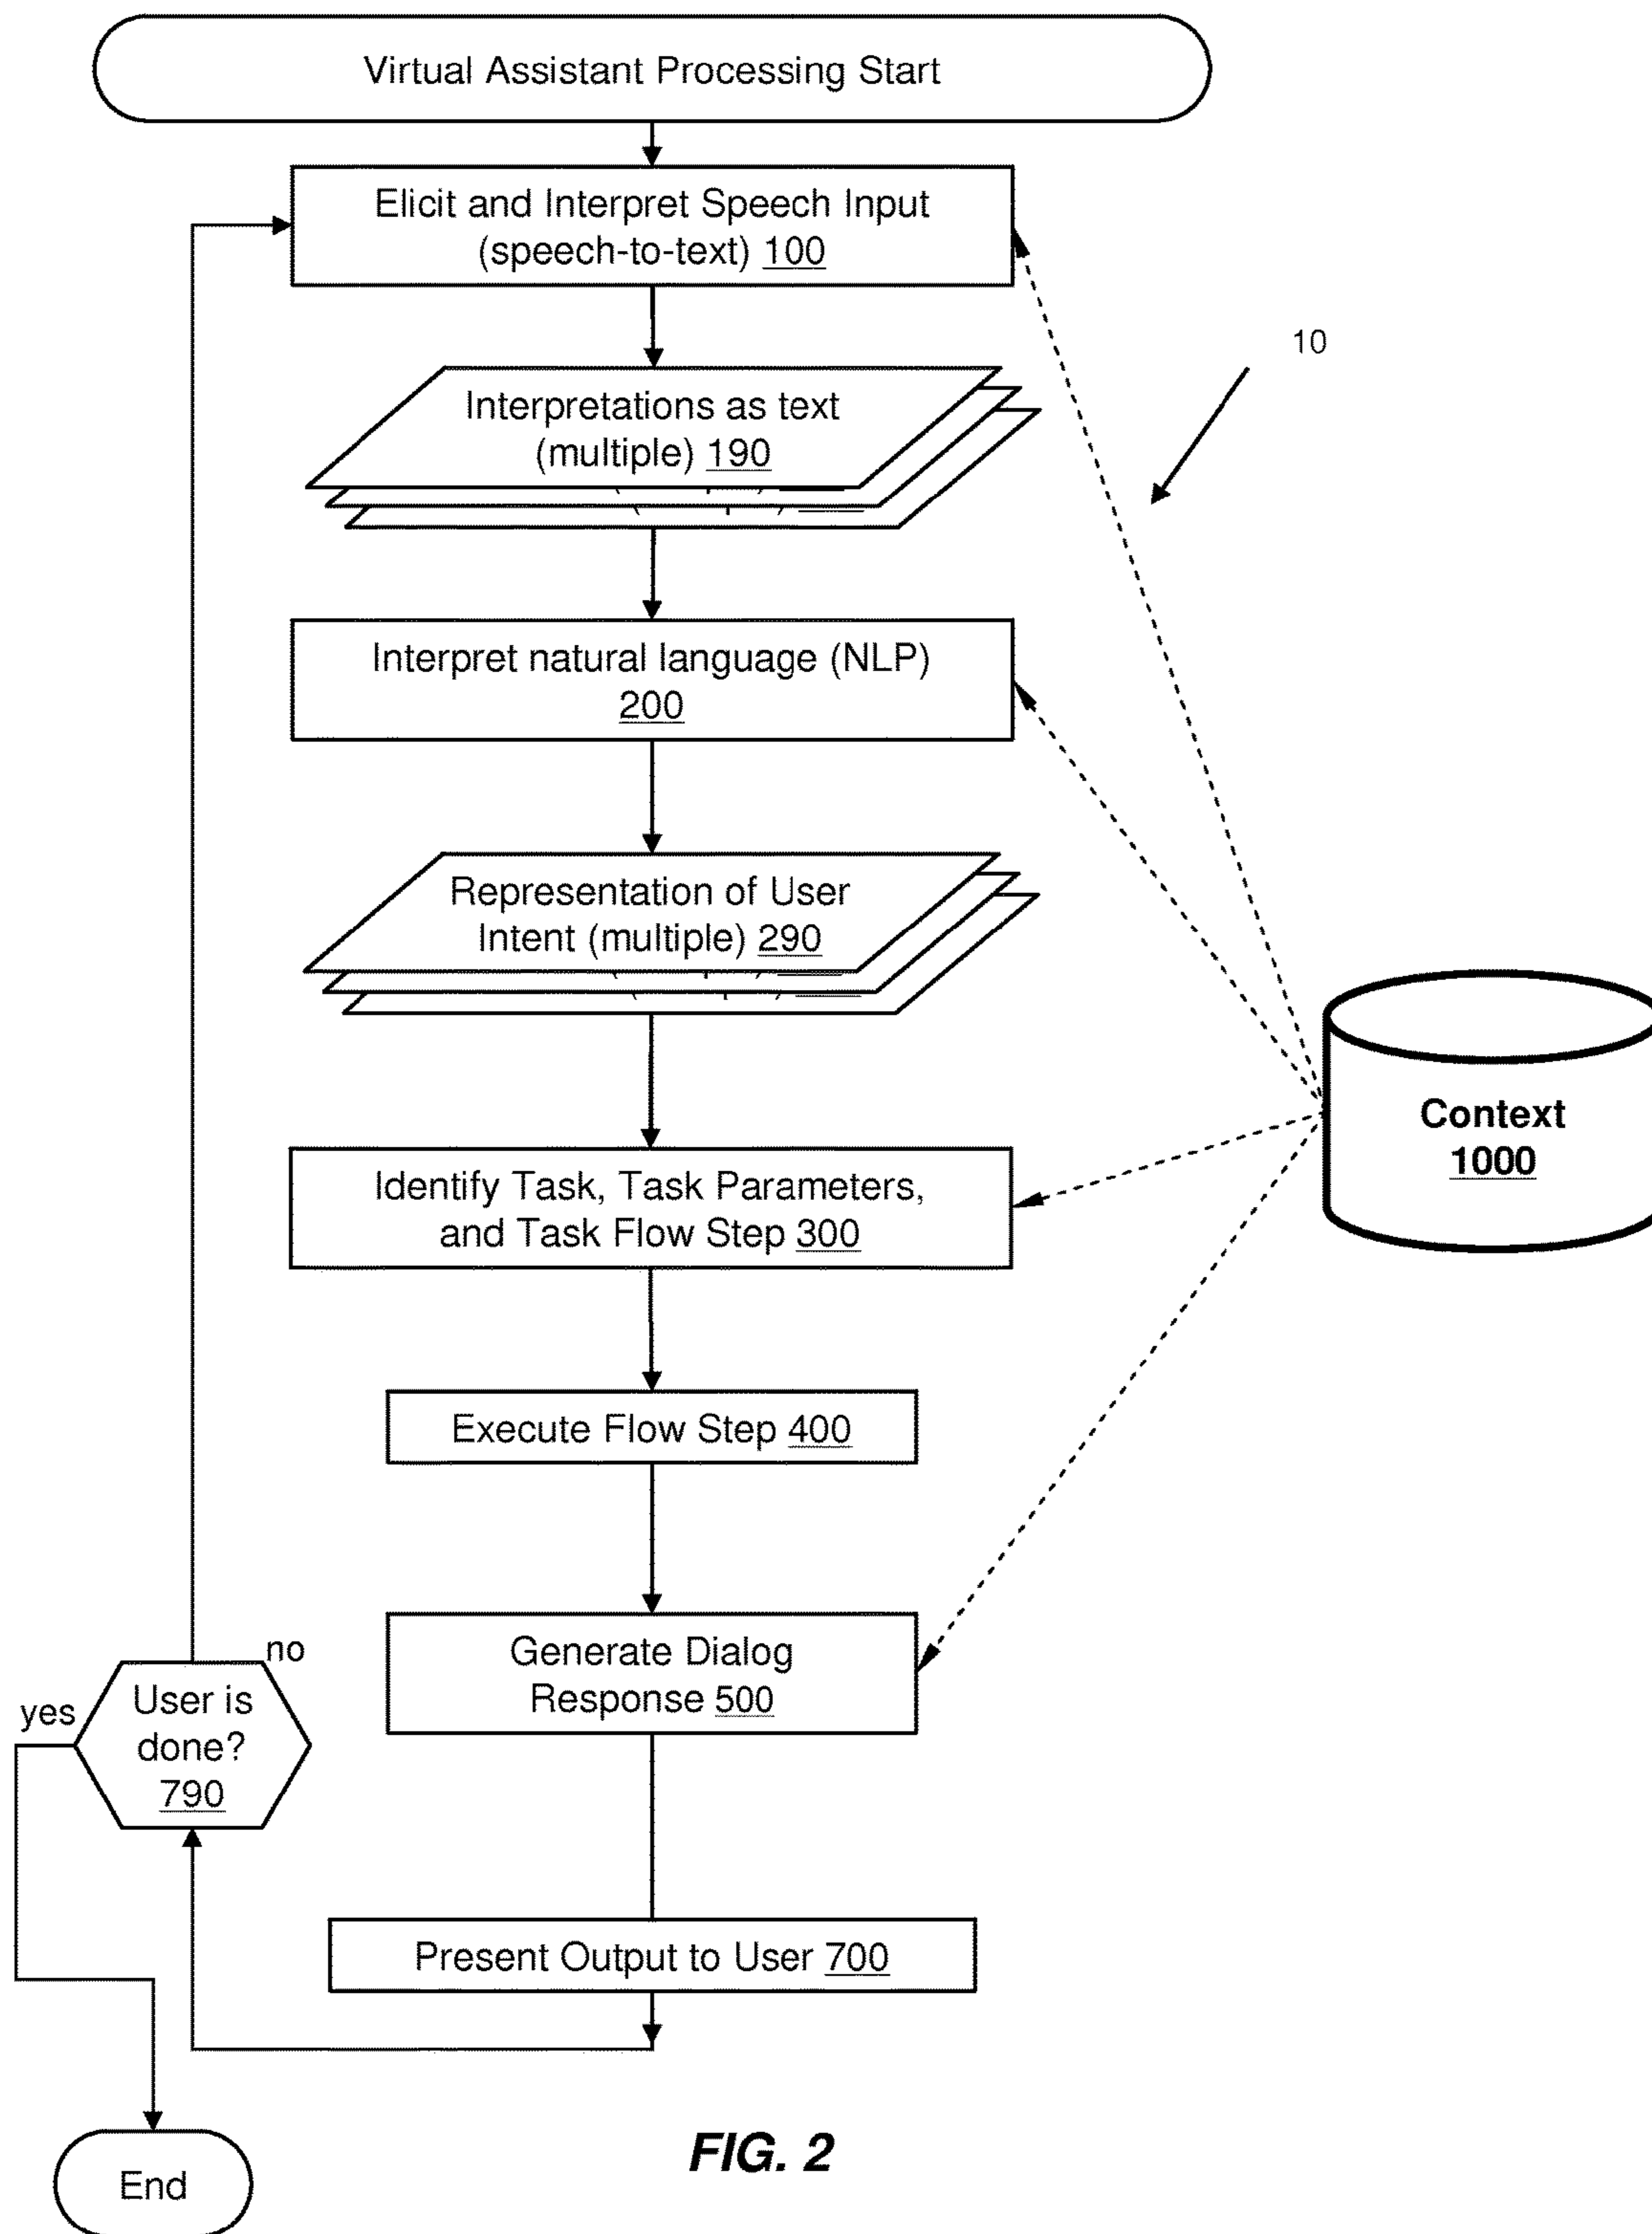 Virtual Assistant Processing Start
Elicit and Interpret Speech Input
(speech-to-text) 100
10
Interpretations as text
(multiple) 190
Interpret natural language (NLP)
200
Representation of User
Intent (multiple) 290
Context
1000
Identify Task, Task Parameters,
and Task Flow Step 300
Execute Flow Step 400
Generate Dialog
Response 500
no
yes
User is
done?
790
Present Output to User 700
End
FIG. 2